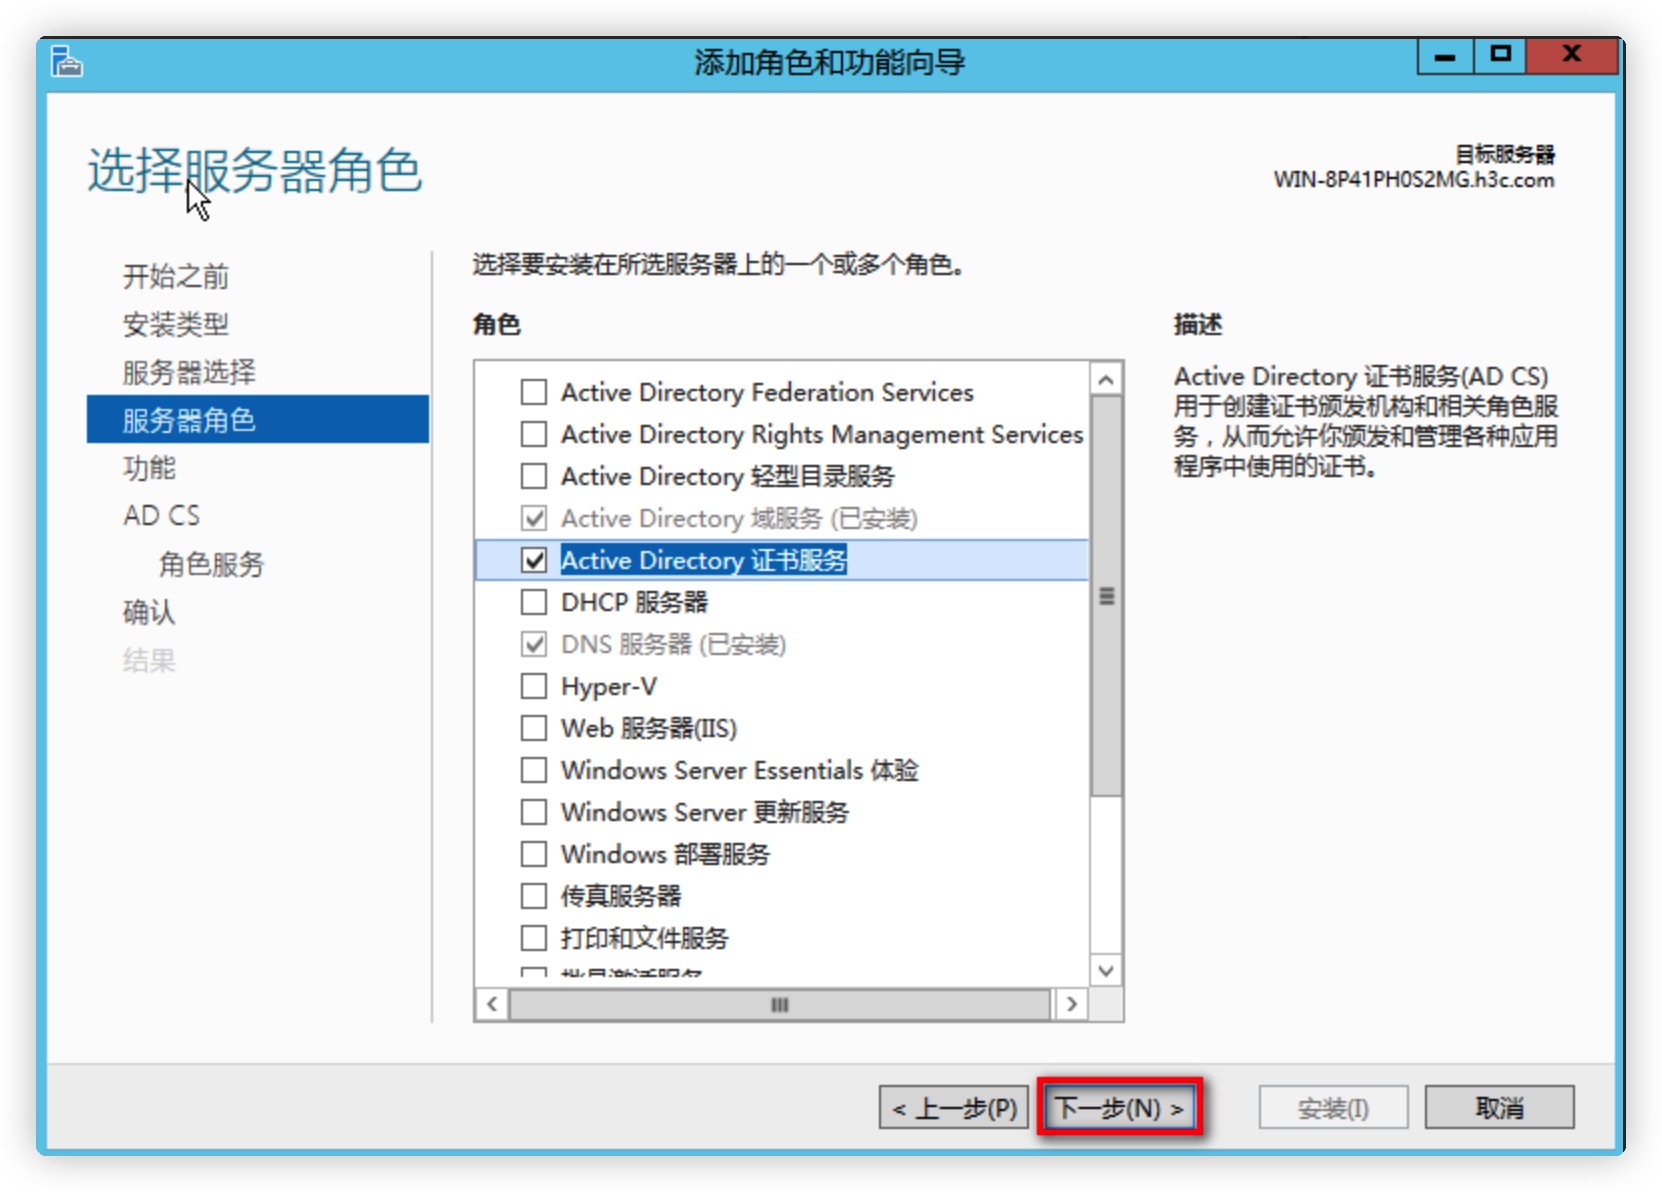 添加角色和功能向导
选择服务器角色
目标服务器
WIN-8P41PH0S2MG.h3c.com
开始之前
安装类型
服务器选择
服务器角色
功能
AD CS
角色服务
确认
结果
选择要安装在所选服务器上的一个或多个角色。
角色
Active Directory Federation Services
Active Directory Rights Management Services
Active Directory 轻型目录服务
Active Directory 域服务 (已安装)
Active Directory 证书服务
DHCP 服务器
DNS 服务器 (已安装)
Hyper-V
Web 服务器(IIS)
Windows Server Essentials 体验
Windows Server 更新服务
Windows 部署服务
传真服务器
打印和文件服务
批量激活服务
描述
Active Directory 证书服务(AD CS)
用于创建证书颁发机构和相关角色服
务，从而允许你颁发和管理各种应用
程序中使用的证书。
< 上一步(P)
下一步(N) >
安装(I)
取消